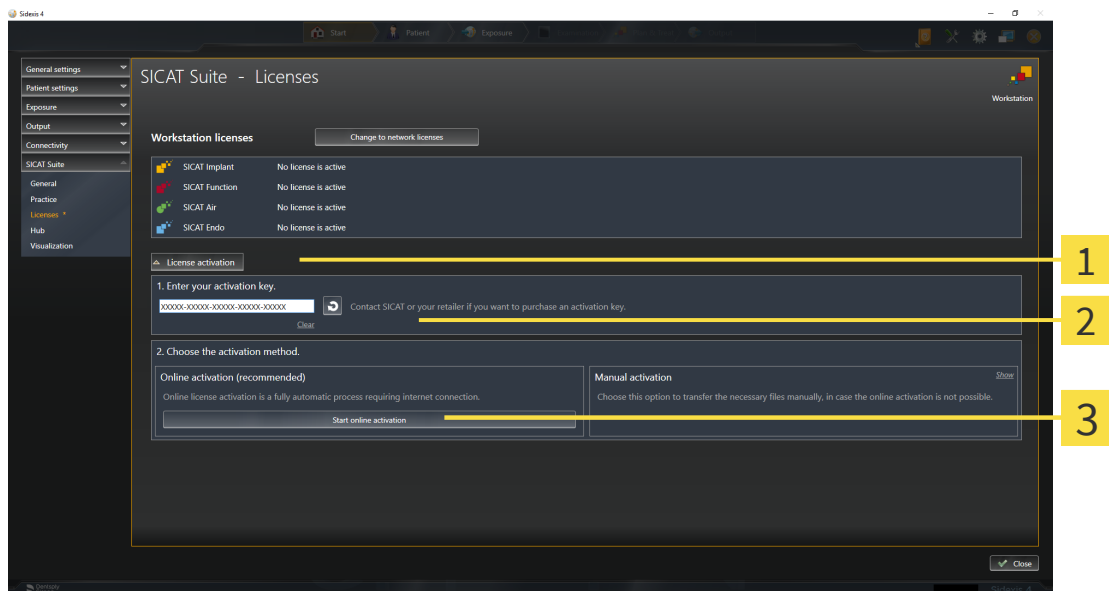 Sidexis 4
Start
Patient
Exposure
General settings
Patient settings
Exposure
Output
Connectivity
SICAT Suite
General
Practice
Licenses *
Hub
Visualization
SICAT Suite - Licenses
Workstation
Workstation licenses
Change to network licenses
SICAT Implant No license is active
SICAT Function No license is active
SICAT Air No license is active
SICAT Endo No license is active
License activation
1. Enter your activation key.
XXXXX-XXXXX-XXXXX-XXXXX-XXXXX
Contact SICAT or your retailer if you want to purchase an activation key.
Clear
2. Choose the activation method.
Online activation (recommended)
Online license activation is a fully automatic process requiring internet connection.
Start online activation
Manual activation
Show
Choose this option to transfer the necessary files manually, in case the online activation is not possible.
Close
Dentsply
1
2
3